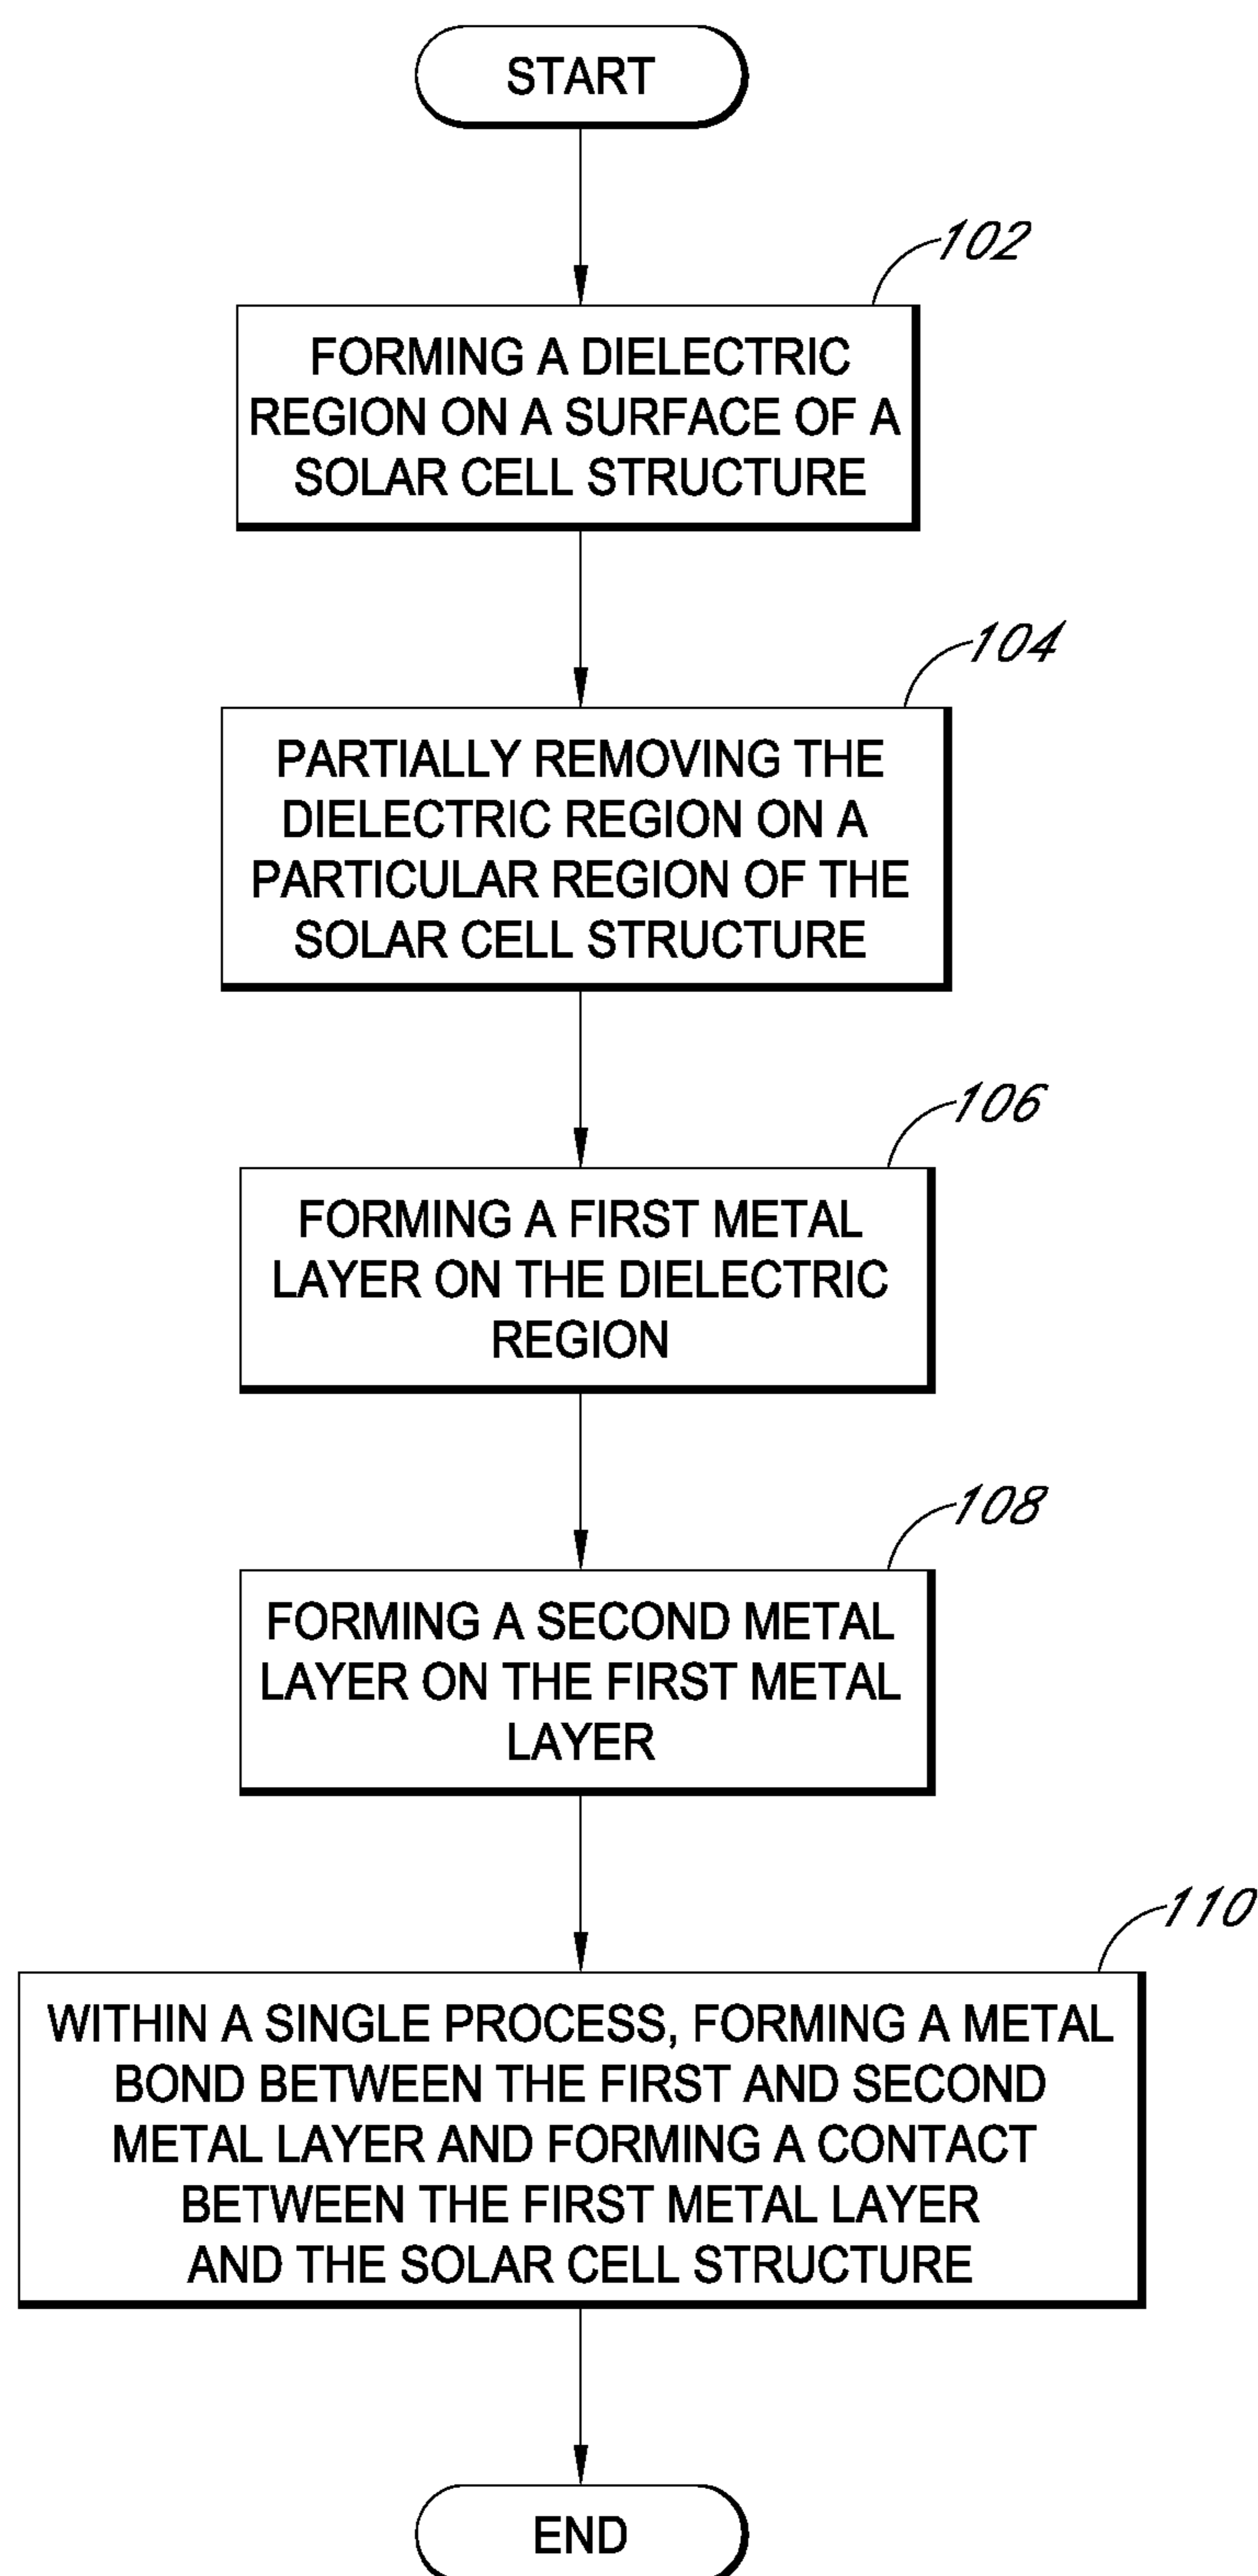 START
102
FORMING A DIELECTRIC
REGION ON A SURFACE OF A
SOLAR CELL STRUCTURE
104
PARTIALLY REMOVING THE
DIELECTRIC REGION ON A
PARTICULAR REGION OF THE
SOLAR CELL STRUCTURE
106
FORMING A FIRST METAL
LAYER ON THE DIELECTRIC
REGION
108
FORMING A SECOND METAL
LAYER ON THE FIRST METAL
LAYER
110
WITHIN A SINGLE PROCESS, FORMING A METAL
BOND BETWEEN THE FIRST AND SECOND
METAL LAYER AND FORMING A CONTACT
BETWEEN THE FIRST METAL LAYER
AND THE SOLAR CELL STRUCTURE
END